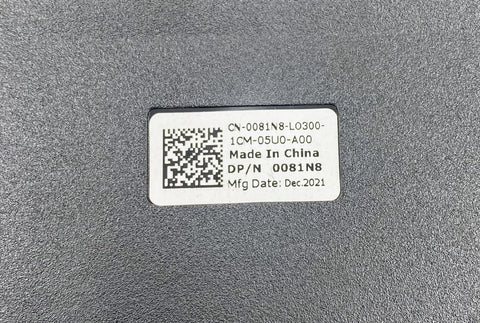 CN-0081N8-LO300-
1CM-05U0-A00
Made In China
DP/N 0081N8
Mfg Date: Dec.2021